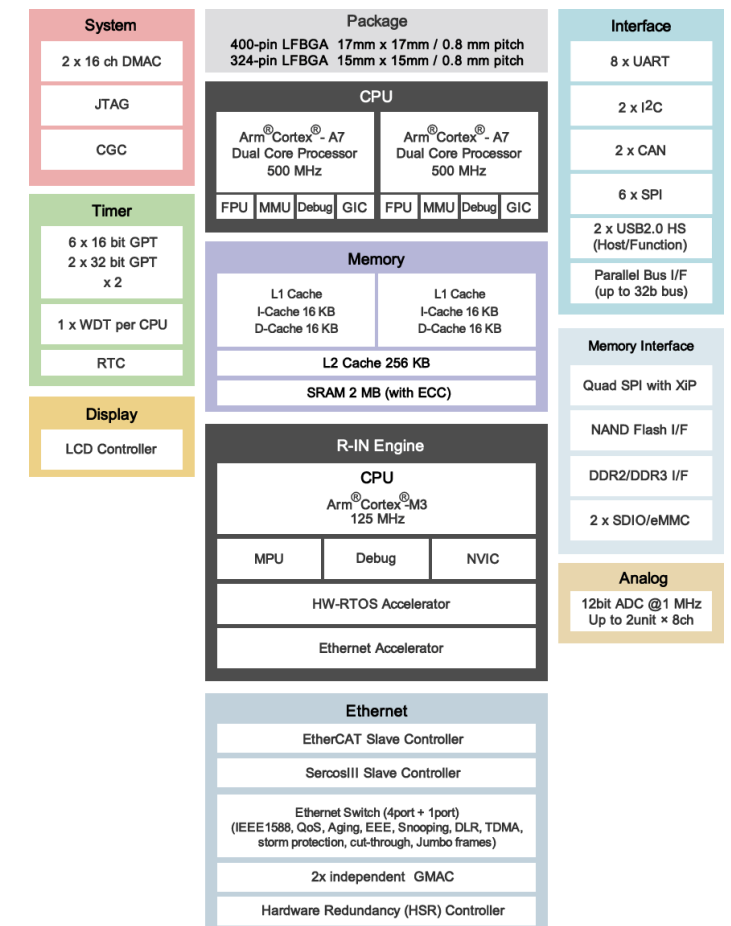 System
2 x 16 ch DMAC
JTAG
CGC
Timer
6 x 16 bit GPT
2 x 32 bit GPT
x 2
1 x WDT per CPU
RTC
Display
LCD Controller
Package
400-pin LFBGA 17mm x 17mm / 0.8 mm pitch
324-pin LFBGA 15mm x 15mm / 0.8 mm pitch
CPU
Arm®Cortex®- A7
Dual Core Processor
500 MHz
FPU MMU Debug GIC
Arm®Cortex®- A7
Dual Core Processor
500 MHz
FPU MMU Debug GIC
Memory
L1 Cache
I-Cache 16 KB
D-Cache 16 KB
L1 Cache
I-Cache 16 KB
D-Cache 16 KB
L2 Cache 256 KB
SRAM 2 MB (with ECC)
R-IN Engine
CPU
Arm®Cortex®-M3
125 MHz
MPU Debug NVIC
HW-RTOS Accelerator
Ethernet Accelerator
Ethernet
EtherCAT Slave Controller
SercosIII Slave Controller
Ethernet Switch (4port + 1port)
(IEEE1588, QoS, Aging, EEE, Snooping, DLR, TDMA,
storm protection, cut-through, Jumbo frames)
2x independent GMAC
Hardware Redundancy (HSR) Controller
Interface
8 x UART
2 x I²C
2 x CAN
6 x SPI
2 x USB2.0 HS
(Host/Function)
Parallel Bus I/F
(up to 32b bus)
Memory Interface
Quad SPI with XiP
NAND Flash I/F
DDR2/DDR3 I/F
2 x SDIO/eMMC
Analog
12bit ADC @1 MHz
Up to 2unit × 8ch